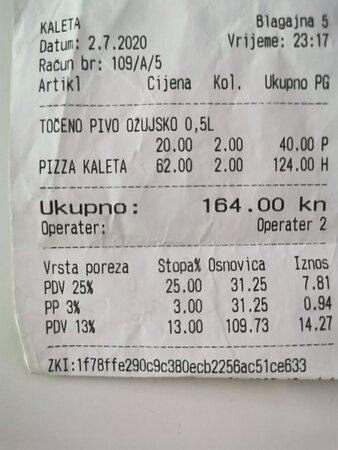 KALETA Blagajna 5
Datum: 2.7.2020 Vrijeme: 23:17
Račun br: 109/A/5
Artikl Cijena Kol. Ukupno PG
TOČENO PIVO OŽUJSKO 0,5L
20.00 2.00 40.00 P
PIZZA KALETA 62.00 2.00 124.00 H
Ukupno: 164.00 kn
Operater: Operater 2
Vrsta poreza Stopa% Osnovica Iznos
PDV 25% 25.00 31.25 7.81
PP 3% 3.00 31.25 0.94
PDV 13% 13.00 109.73 14.27
ZKI:1f78ffe290c9c380ecb2256ac51ce633